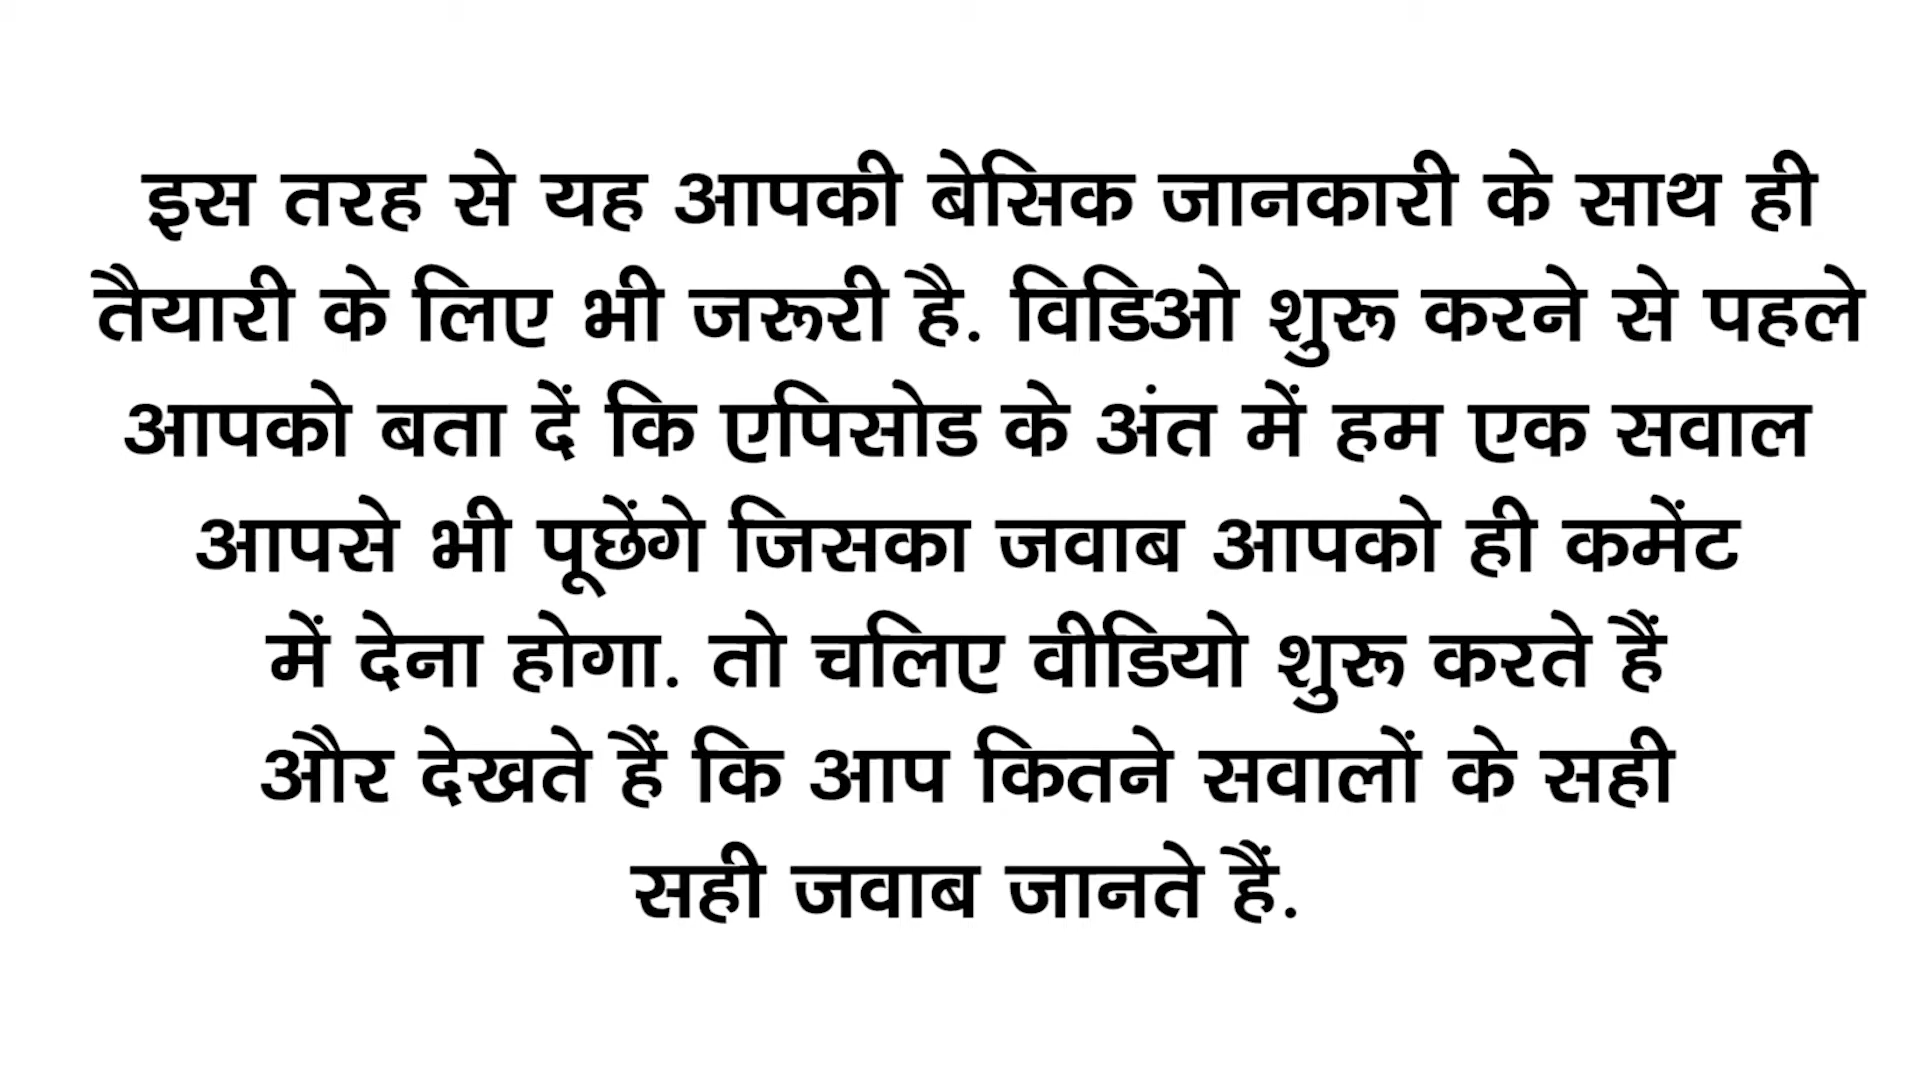 इस तरह से यह आपकी बेसिक जानकारी के साथ ही
तैयारी के लिए भी जरूरी है. विडिओ शुरू करने से पहले
आपको बता दें कि एपिसोड के अंत में हम एक सवाल
आपसे भी पूछेंगे जिसका जवाब आपको ही कमेंट
में देना होगा. तो चलिए वीडियो शुरू करते हैं
और देखते हैं कि आप कितने सवालों के सही
सही जवाब जानते हैं.